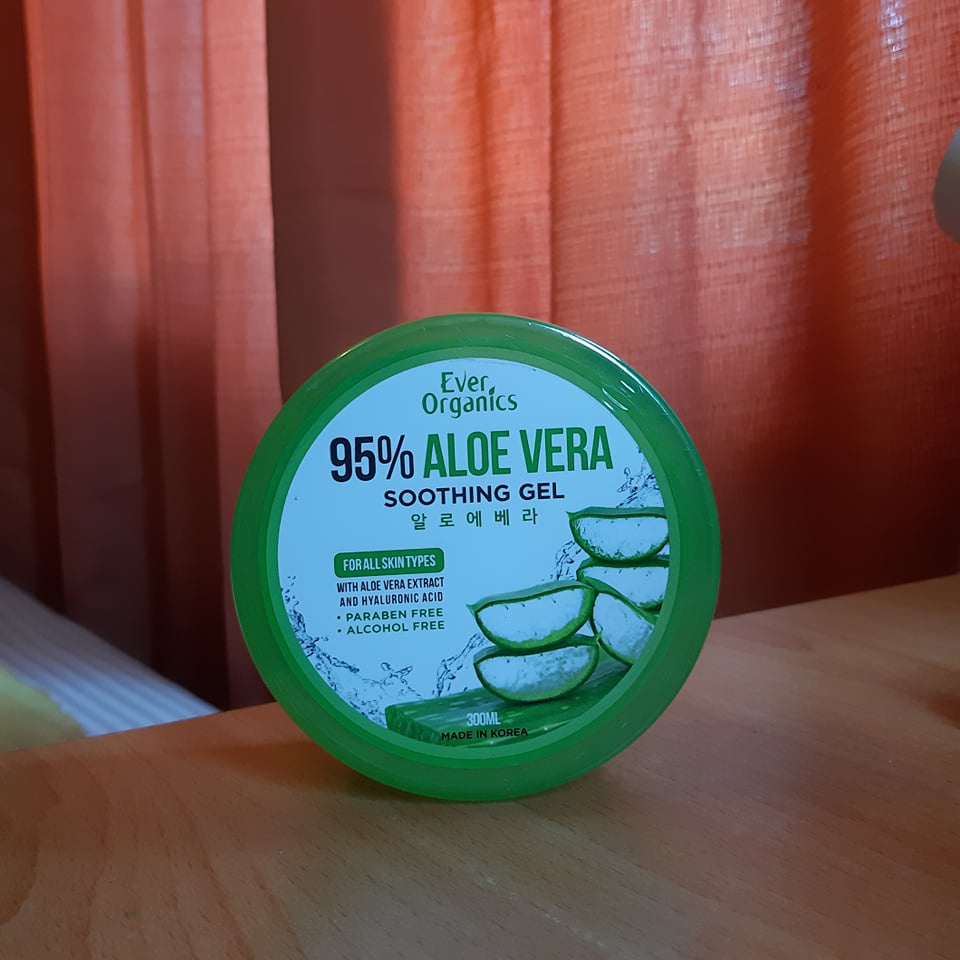 Ever
Organics
95% ALOE VERA
SOOTHING GEL
알로에베라
FOR ALL SKIN TYPES
WITH ALOE VERA EXTRACT
AND HYALURONIC ACID
• PARABEN FREE
• ALCOHOL FREE
300ML
MADE IN KOREA